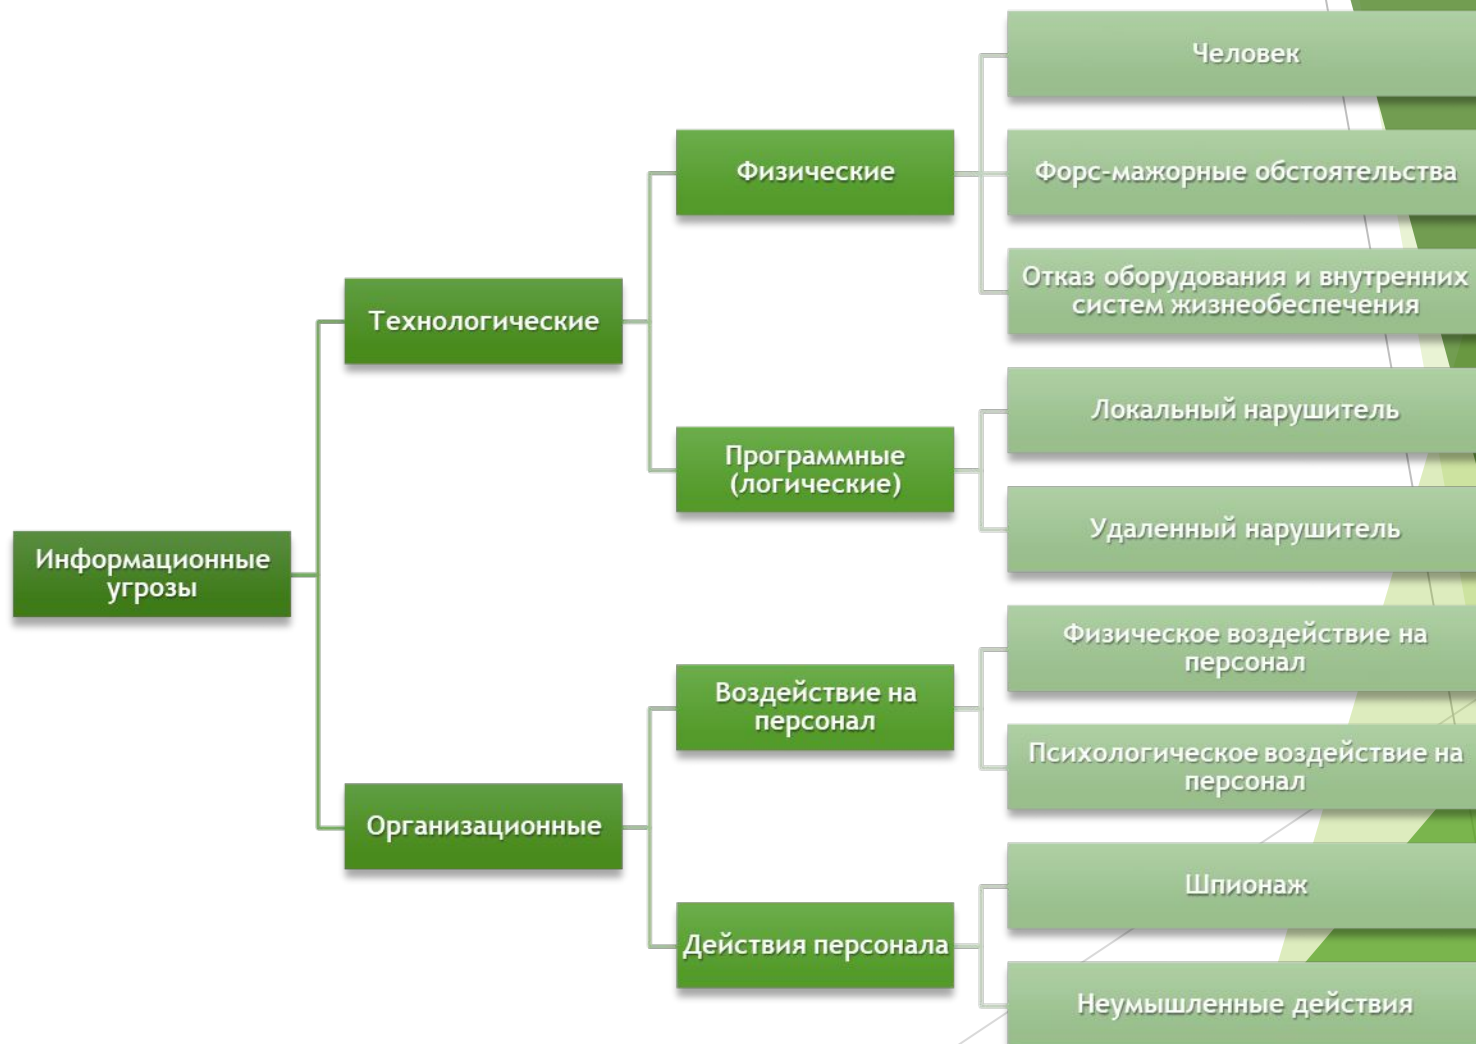 Человек
Физические
Форс-мажорные обстоятельства
Отказ оборудования и внутренних
систем жизнеобеспечения
Технологические
Локальный нарушитель
Программные
(логические)
Удаленный нарушитель
Информационные
угрозы
Физическое воздействие на
персонал
Воздействие на
персонал
Психологическое воздействие на
персонал
Организационные
Шпионаж
Действия персонала
Неумышленные действия